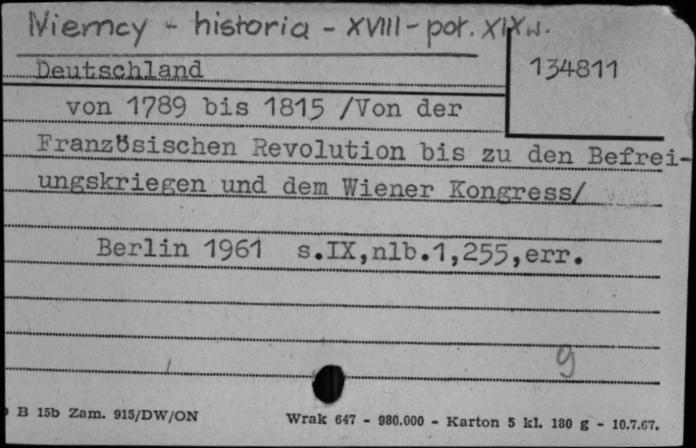 Niemcy - historia - XVIII - poł. XIX w.
Deutschland
134811
von 1789 bis 1815 /Von der
Französischen Revolution bis zu den Befrei-
ungskriegen und dem Wiener Kongress/
Berlin 1961 s.IX,nlb.1,255,err.
9
B 15b Zam. 915/DW/ON
Wrak 647 - 980.000 - Karton 5 kl. 180 g - 10.7.67.